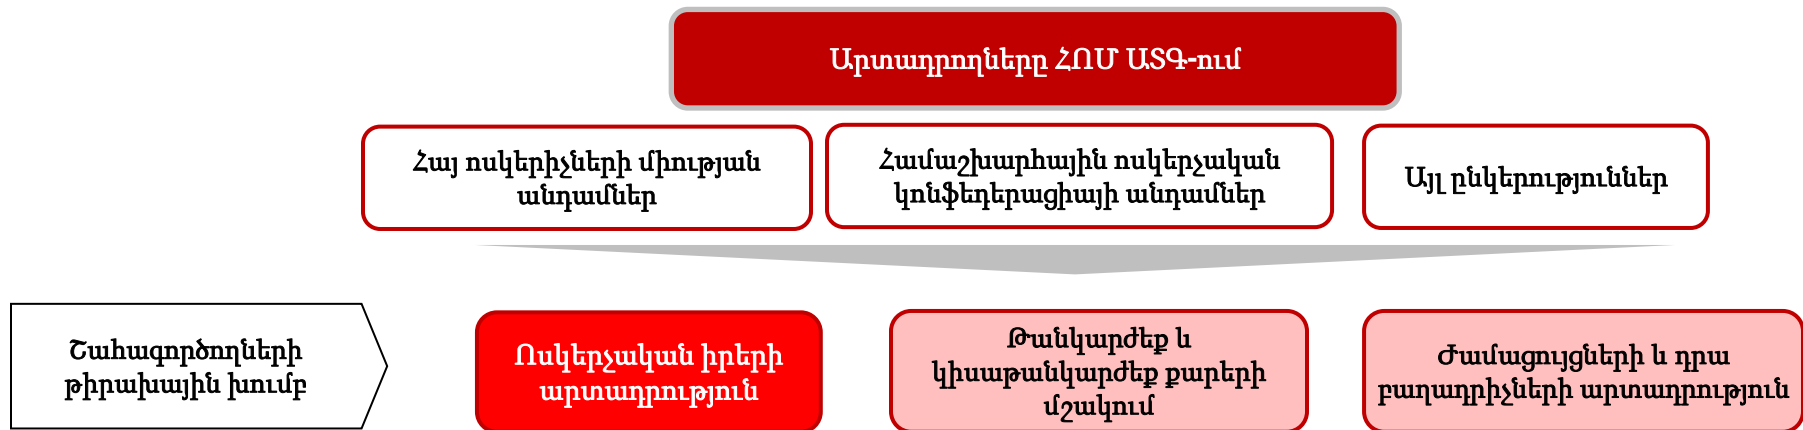 Արտադրողները ՀՈՄ ԱՏԳ-ում
Հայ ոսկերիչների միության
անդամներ
Համաշխարհային ոսկերչական
կոնֆեդերացիայի անդամներ
Այլ ընկերություններ
Շահագործողների
թիրախային խումբ
Ոսկերչական իրերի
արտադրություն
Թանկարժեք և
կիսաթանկարժեք քարերի
մշակում
Ժամացույցների և դրա
բաղադրիչների արտադրություն